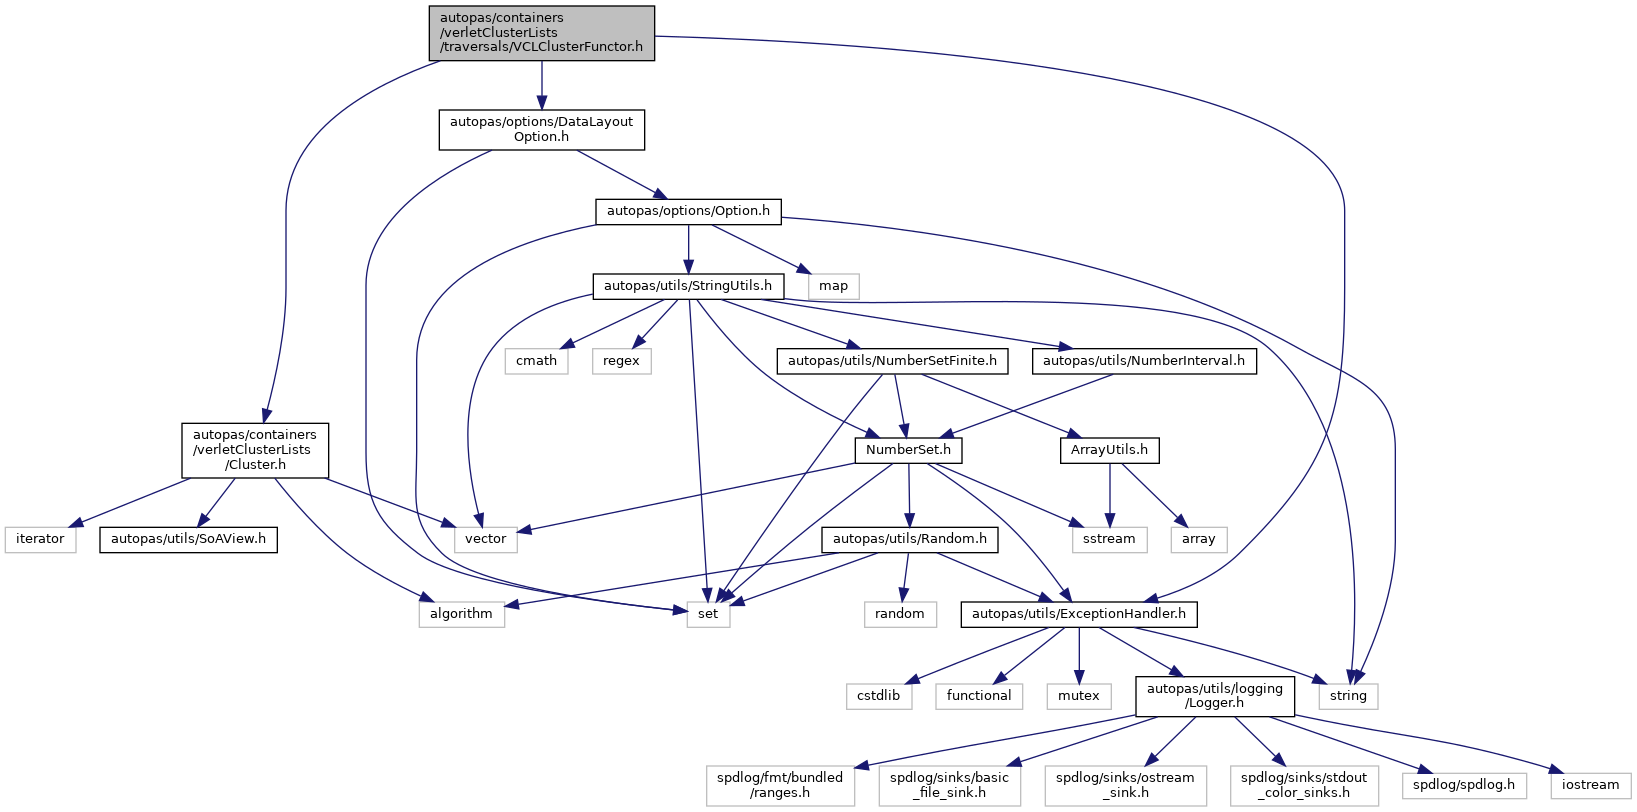 autopas/containers
/verletClusterLists
/traversals/VCLClusterFunctor.h
autopas/options/DataLayout
Option.h
autopas/options/Option.h
autopas/utils/StringUtils.h
map
cmath
regex
autopas/utils/NumberSetFinite.h
autopas/utils/NumberInterval.h
autopas/containers
/verletClusterLists
/Cluster.h
NumberSet.h
ArrayUtils.h
iterator
autopas/utils/SoAView.h
vector
autopas/utils/Random.h
sstream
array
algorithm
set
random
autopas/utils/ExceptionHandler.h
cstdlib
functional
mutex
autopas/utils/logging
/Logger.h
string
spdlog/fmt/bundled
/ranges.h
spdlog/sinks/basic
_file_sink.h
spdlog/sinks/ostream
_sink.h
spdlog/sinks/stdout
_color_sinks.h
spdlog/spdlog.h
iostream